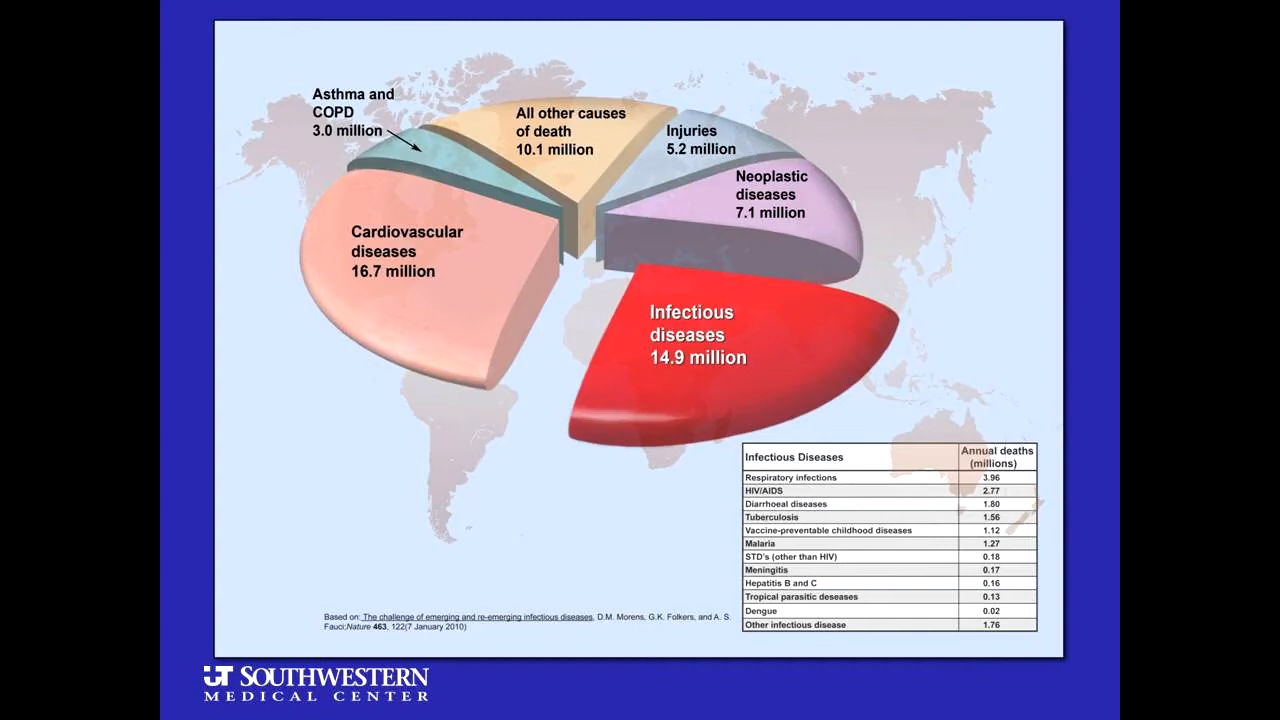 Asthma and
COPD
3.0 million
All other causes
of death
10.1 million
Injuries
5.2 million
Neoplastic
diseases
7.1 million
Cardiovascular
diseases
16.7 million
Infectious
diseases
14.9 million
Infectious Diseases Annual deaths (millions)
Respiratory infections 3.96
HIV/AIDS 2.77
Diarrhoeal diseases 1.80
Tuberculosis 1.56
Vaccine-preventable childhood diseases 1.12
Malaria 1.27
STD's (other than HIV) 0.18
Meningitis 0.17
Hepatitis B and C 0.16
Tropical parasitic deseases 0.13
Dengue 0.02
Other infectious disease 1.76
Based on: The challenge of emerging and re-emerging infectious diseases, D.M. Morens, G.K. Folkers, and A. S.
Fauci;Nature 463, 122(7 January 2010)
UT SOUTHWESTERN
MEDICAL CENTER